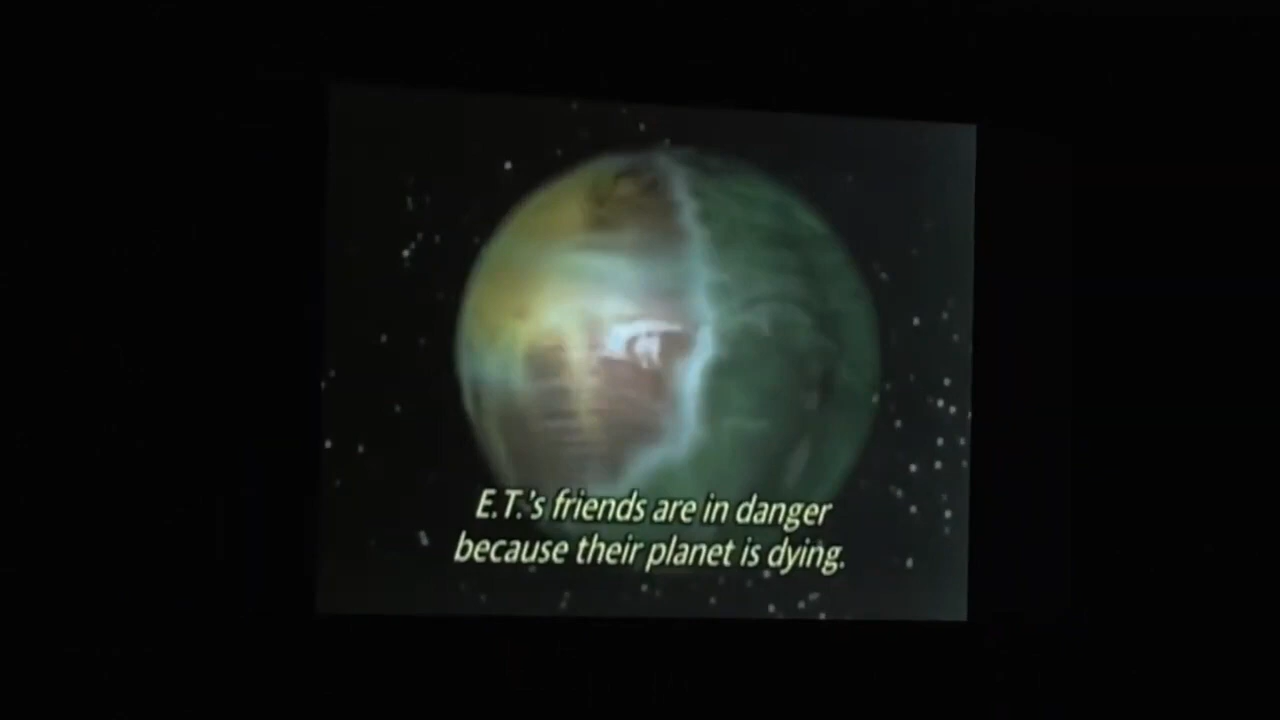 E.T.'s friends are in danger
because their planet is dying.